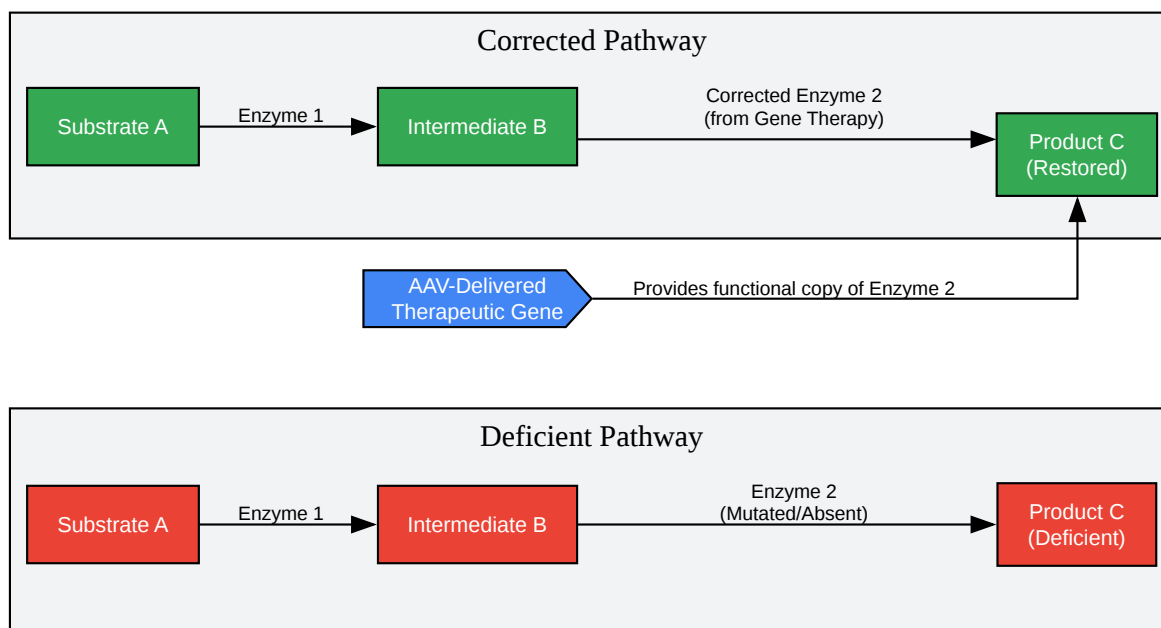 Corrected Pathway
Substrate A
Enzyme 1
Intermediate B
Corrected Enzyme 2
(from Gene Therapy)
Product C
(Restored)
AAV-Delivered
Therapeutic Gene
Provides functional copy of Enzyme 2
Deficient Pathway
Substrate A
Enzyme 1
Intermediate B
Enzyme 2
(Mutated/Absent)
Product C
(Deficient)